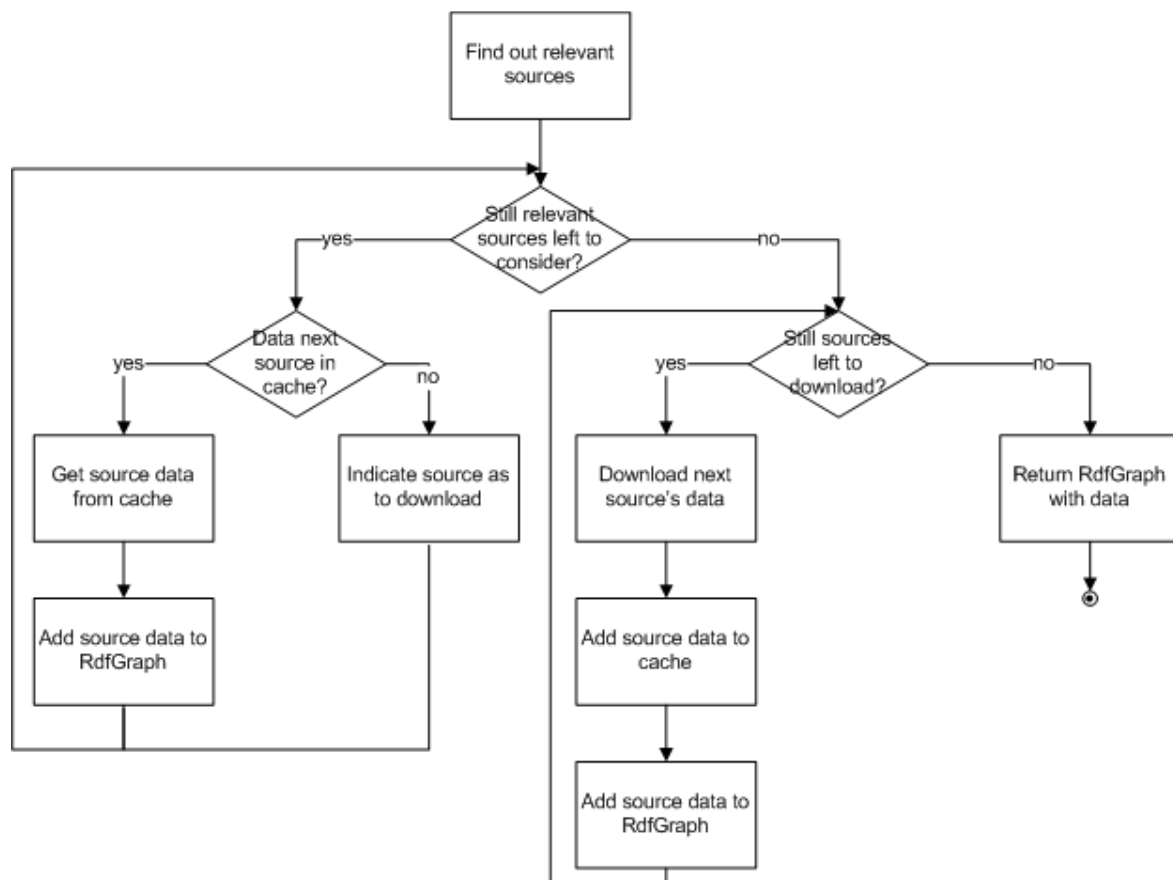 Find out relevant
sources
Still relevant
sources left to
consider?
yes
no
Data next
source in
cache?
yes
no
Still sources
left to
download?
yes
no
Get source data
from cache
Indicate source as
to download
Download next
source's data
Return RdfGraph
with data
Add source data to
RdfGraph
Add source data to
cache
Add source data to
RdfGraph